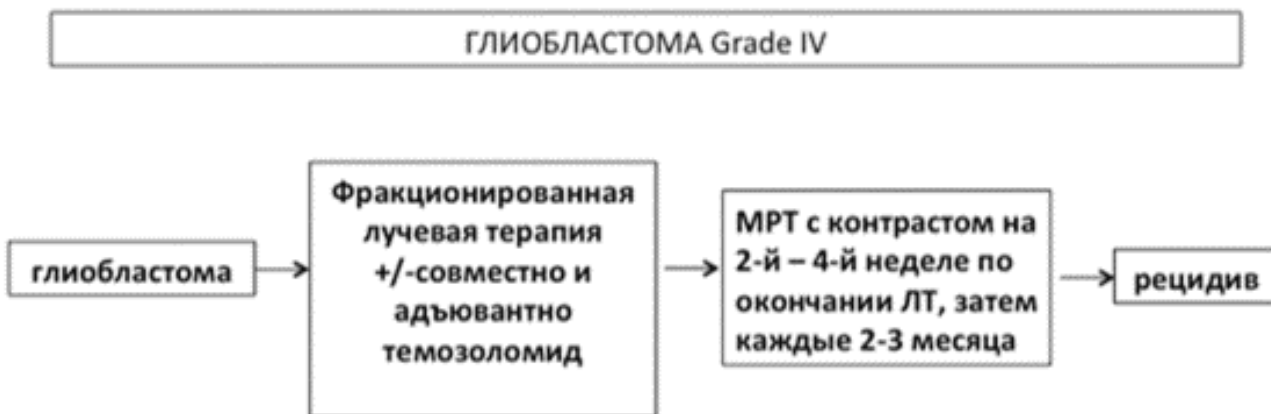 ГЛИОБЛАСТОМА Grade IV
глиобластома
Фракционированная
лучевая терапия
+/-совместно и
адъювантно
темозоломид
МРТ с контрастом на
2-й – 4-й неделе по
окончании ЛТ, затем
каждые 2-3 месяца
рецидив